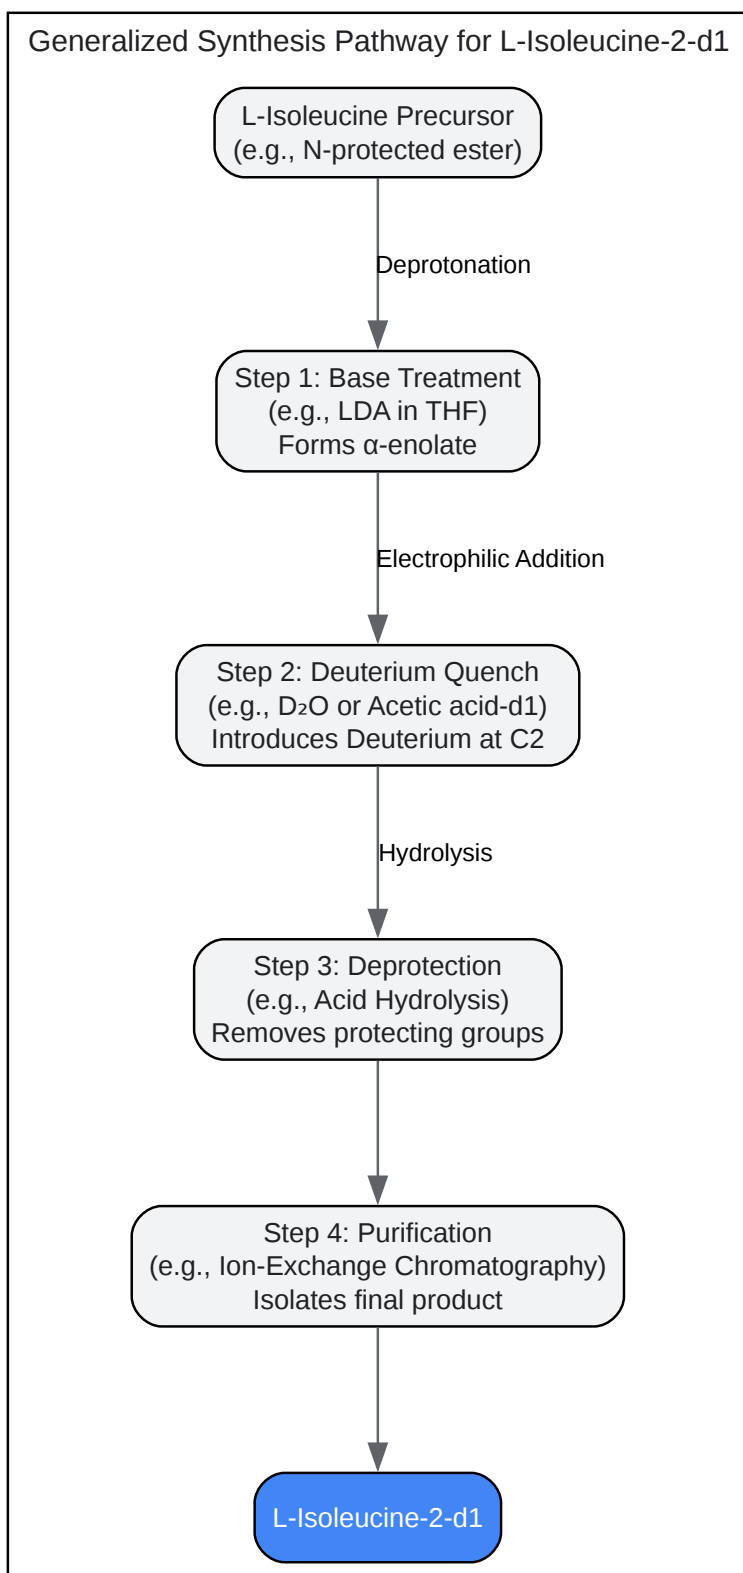 Generalized Synthesis Pathway for L-Isoleucine-2-d1
L-Isoleucine Precursor
(e.g., N-protected ester)
Deprotonation
Step 1: Base Treatment
(e.g., LDA in THF)
Forms α-enolate
Electrophilic Addition
Step 2: Deuterium Quench
(e.g., D₂O or Acetic acid-d1)
Introduces Deuterium at C2
Hydrolysis
Step 3: Deprotection
(e.g., Acid Hydrolysis)
Removes protecting groups
Step 4: Purification
(e.g., Ion-Exchange Chromatography)
Isolates final product
L-Isoleucine-2-d1